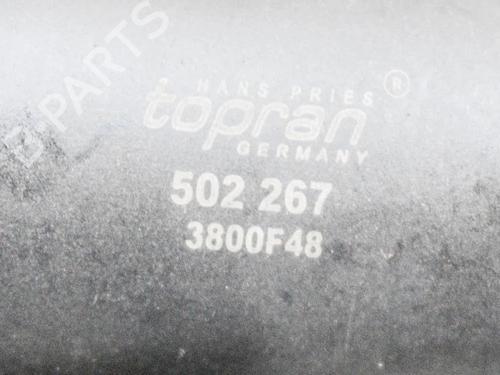 B PARTS
HANS PRIES ®
topran
GERMANY
502 267
3800F48